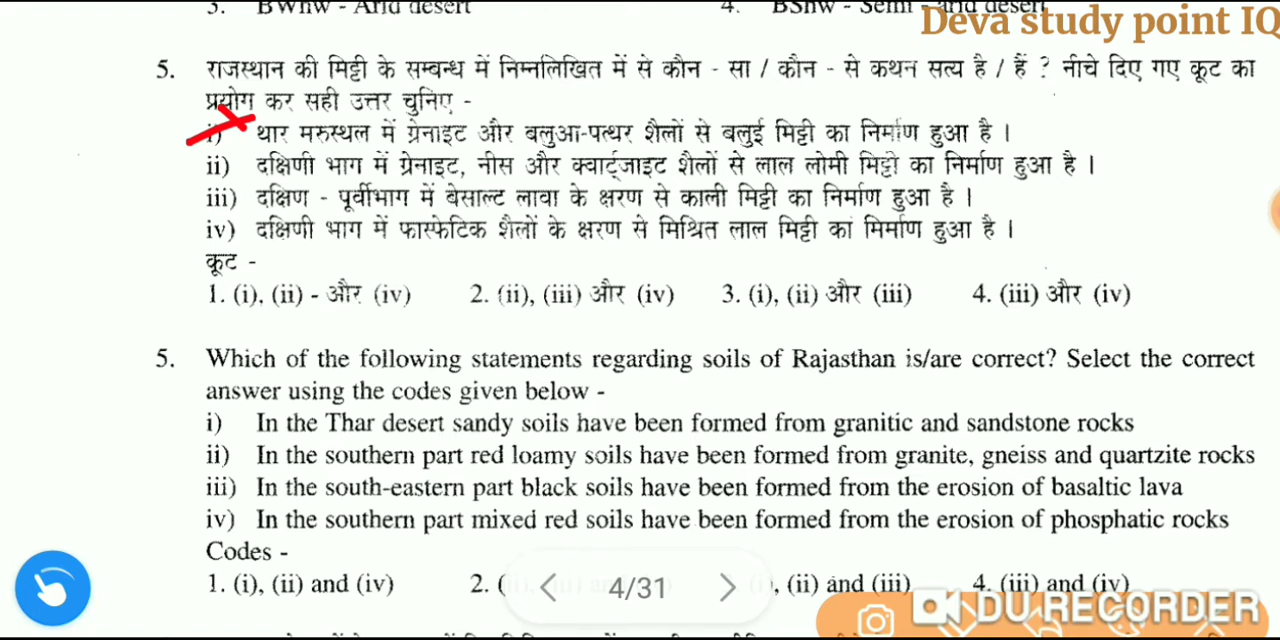 3. BWhw - Arid desert 4. BShw - Semi - arid desert
Deva study point IQ
5. राजस्थान की मिट्टी के सम्बन्ध में निम्नलिखित में से कौन - सा / कौन - से कथन सत्य है / हैं ? नीचे दिए गए कूट का
प्रयोग कर सही उत्तर चुनिए -
i) थार मरुस्थल में ग्रेनाइट और बलुआ-पत्थर शैलों से बलुई मिट्टी का निर्माण हुआ है ।
ii) दक्षिणी भाग में ग्रेनाइट, नीस और क्वार्ट्जाइट शैलों से लाल लोमी मिट्टी का निर्माण हुआ है ।
iii) दक्षिण - पूर्वीभाग में बेसाल्ट लावा के क्षरण से काली मिट्टी का निर्माण हुआ है ।
iv) दक्षिणी भाग में फास्फेटिक शैलों के क्षरण से मिश्रित लाल मिट्टी का मिर्माण हुआ है ।
कूट -
1. (i), (ii) - और (iv) 2. (ii), (iii) और (iv) 3. (i), (ii) और (iii) 4. (iii) और (iv)
5. Which of the following statements regarding soils of Rajasthan is/are correct? Select the correct
answer using the codes given below -
i) In the Thar desert sandy soils have been formed from granitic and sandstone rocks
ii) In the southern part red loamy soils have been formed from granite, gneiss and quartzite rocks
iii) In the south-eastern part black soils have been formed from the erosion of basaltic lava
iv) In the southern part mixed red soils have been formed from the erosion of phosphatic rocks
Codes -
1. (i), (ii) and (iv) 2. ( 4/31 (i), (ii) and (iii) 4. (iii) and (iv)
DU RECORDER